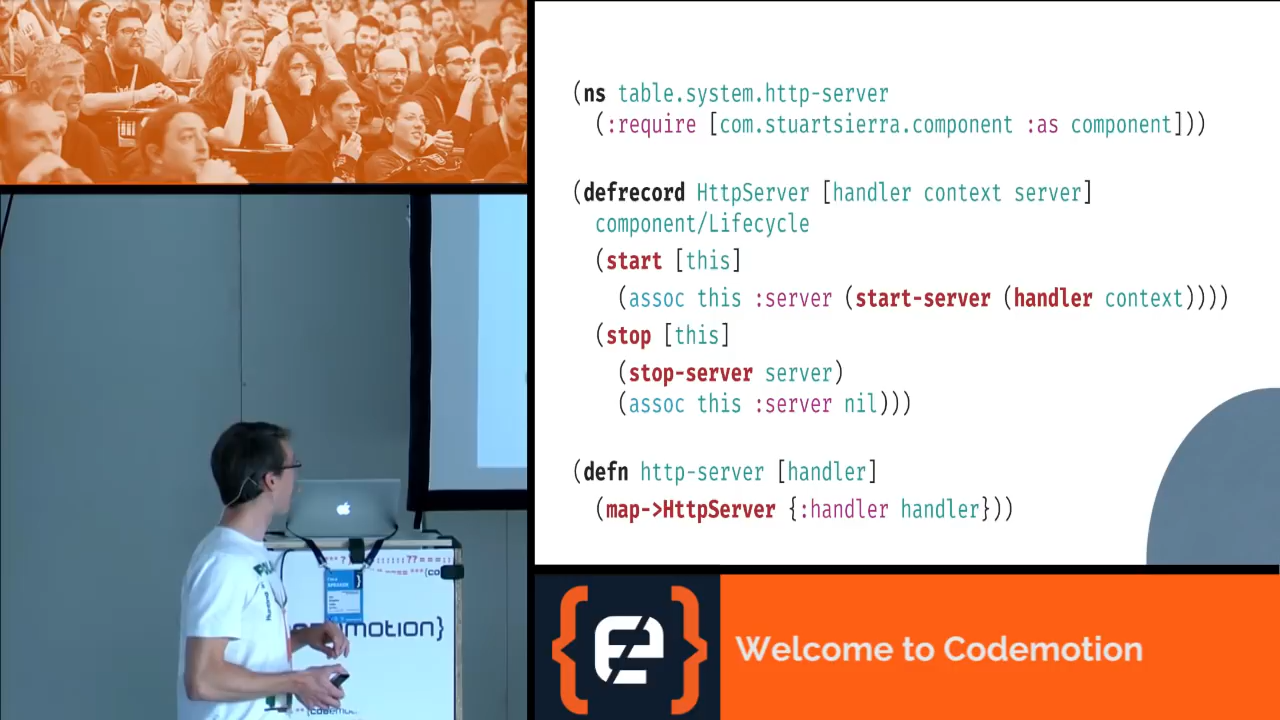 (ns table.system.http-server
(:require [com.stuartsierra.component :as component]))
(defrecord HttpServer [handler context server]
component/Lifecycle
(start [this]
(assoc this :server (start-server (handler context))))
(stop [this]
(stop-server server)
(assoc this :server nil)))
(defn http-server [handler]
(map->HttpServer {:handler handler}))
SPEAKER
Welcome to Codemotion